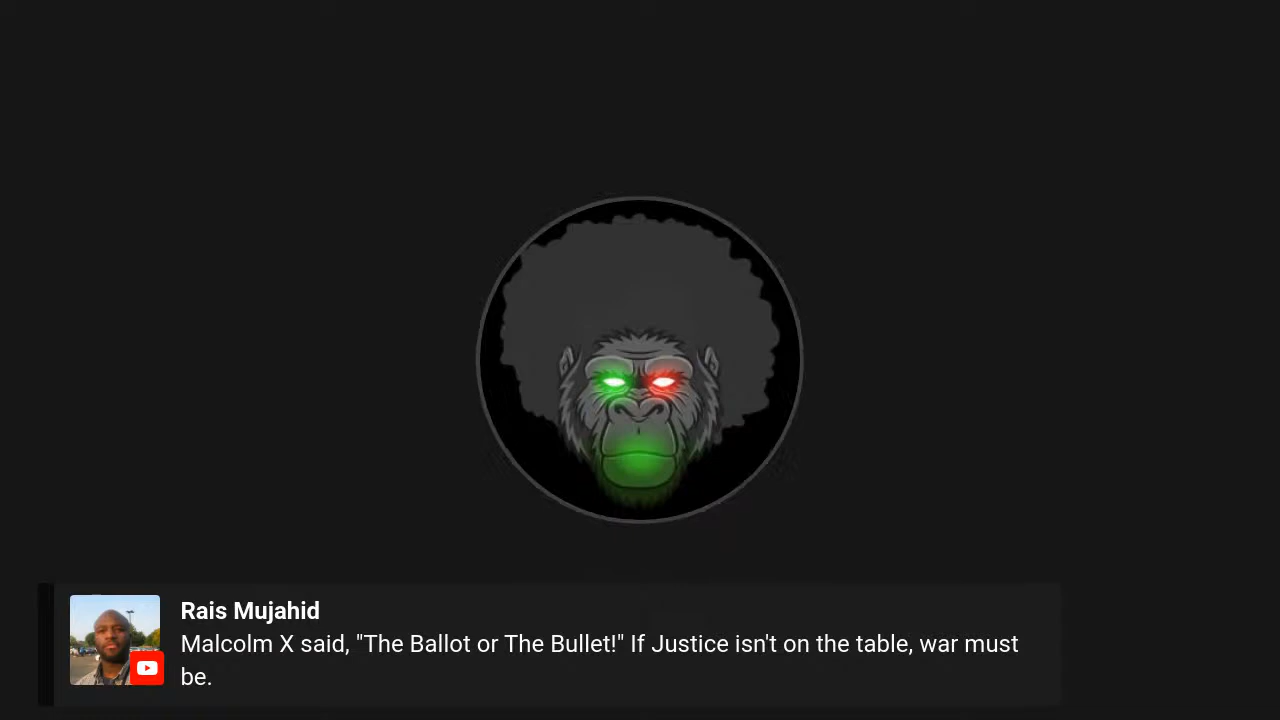 Rais Mujahid
Malcolm X said, "The Ballot or The Bullet!" If Justice isn't on the table, war must
be.